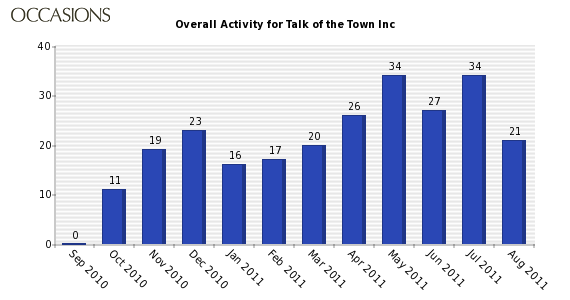 OCCASIONS
Overall Activity for Talk of the Town Inc
40
30
20
10
0
0
11
19
23
16
17
20
26
34
27
34
21
Sep 2010
Oct 2010
Nov 2010
Dec 2010
Jan 2011
Feb 2011
Mar 2011
Apr 2011
May 2011
Jun 2011
Jul 2011
Aug 2011